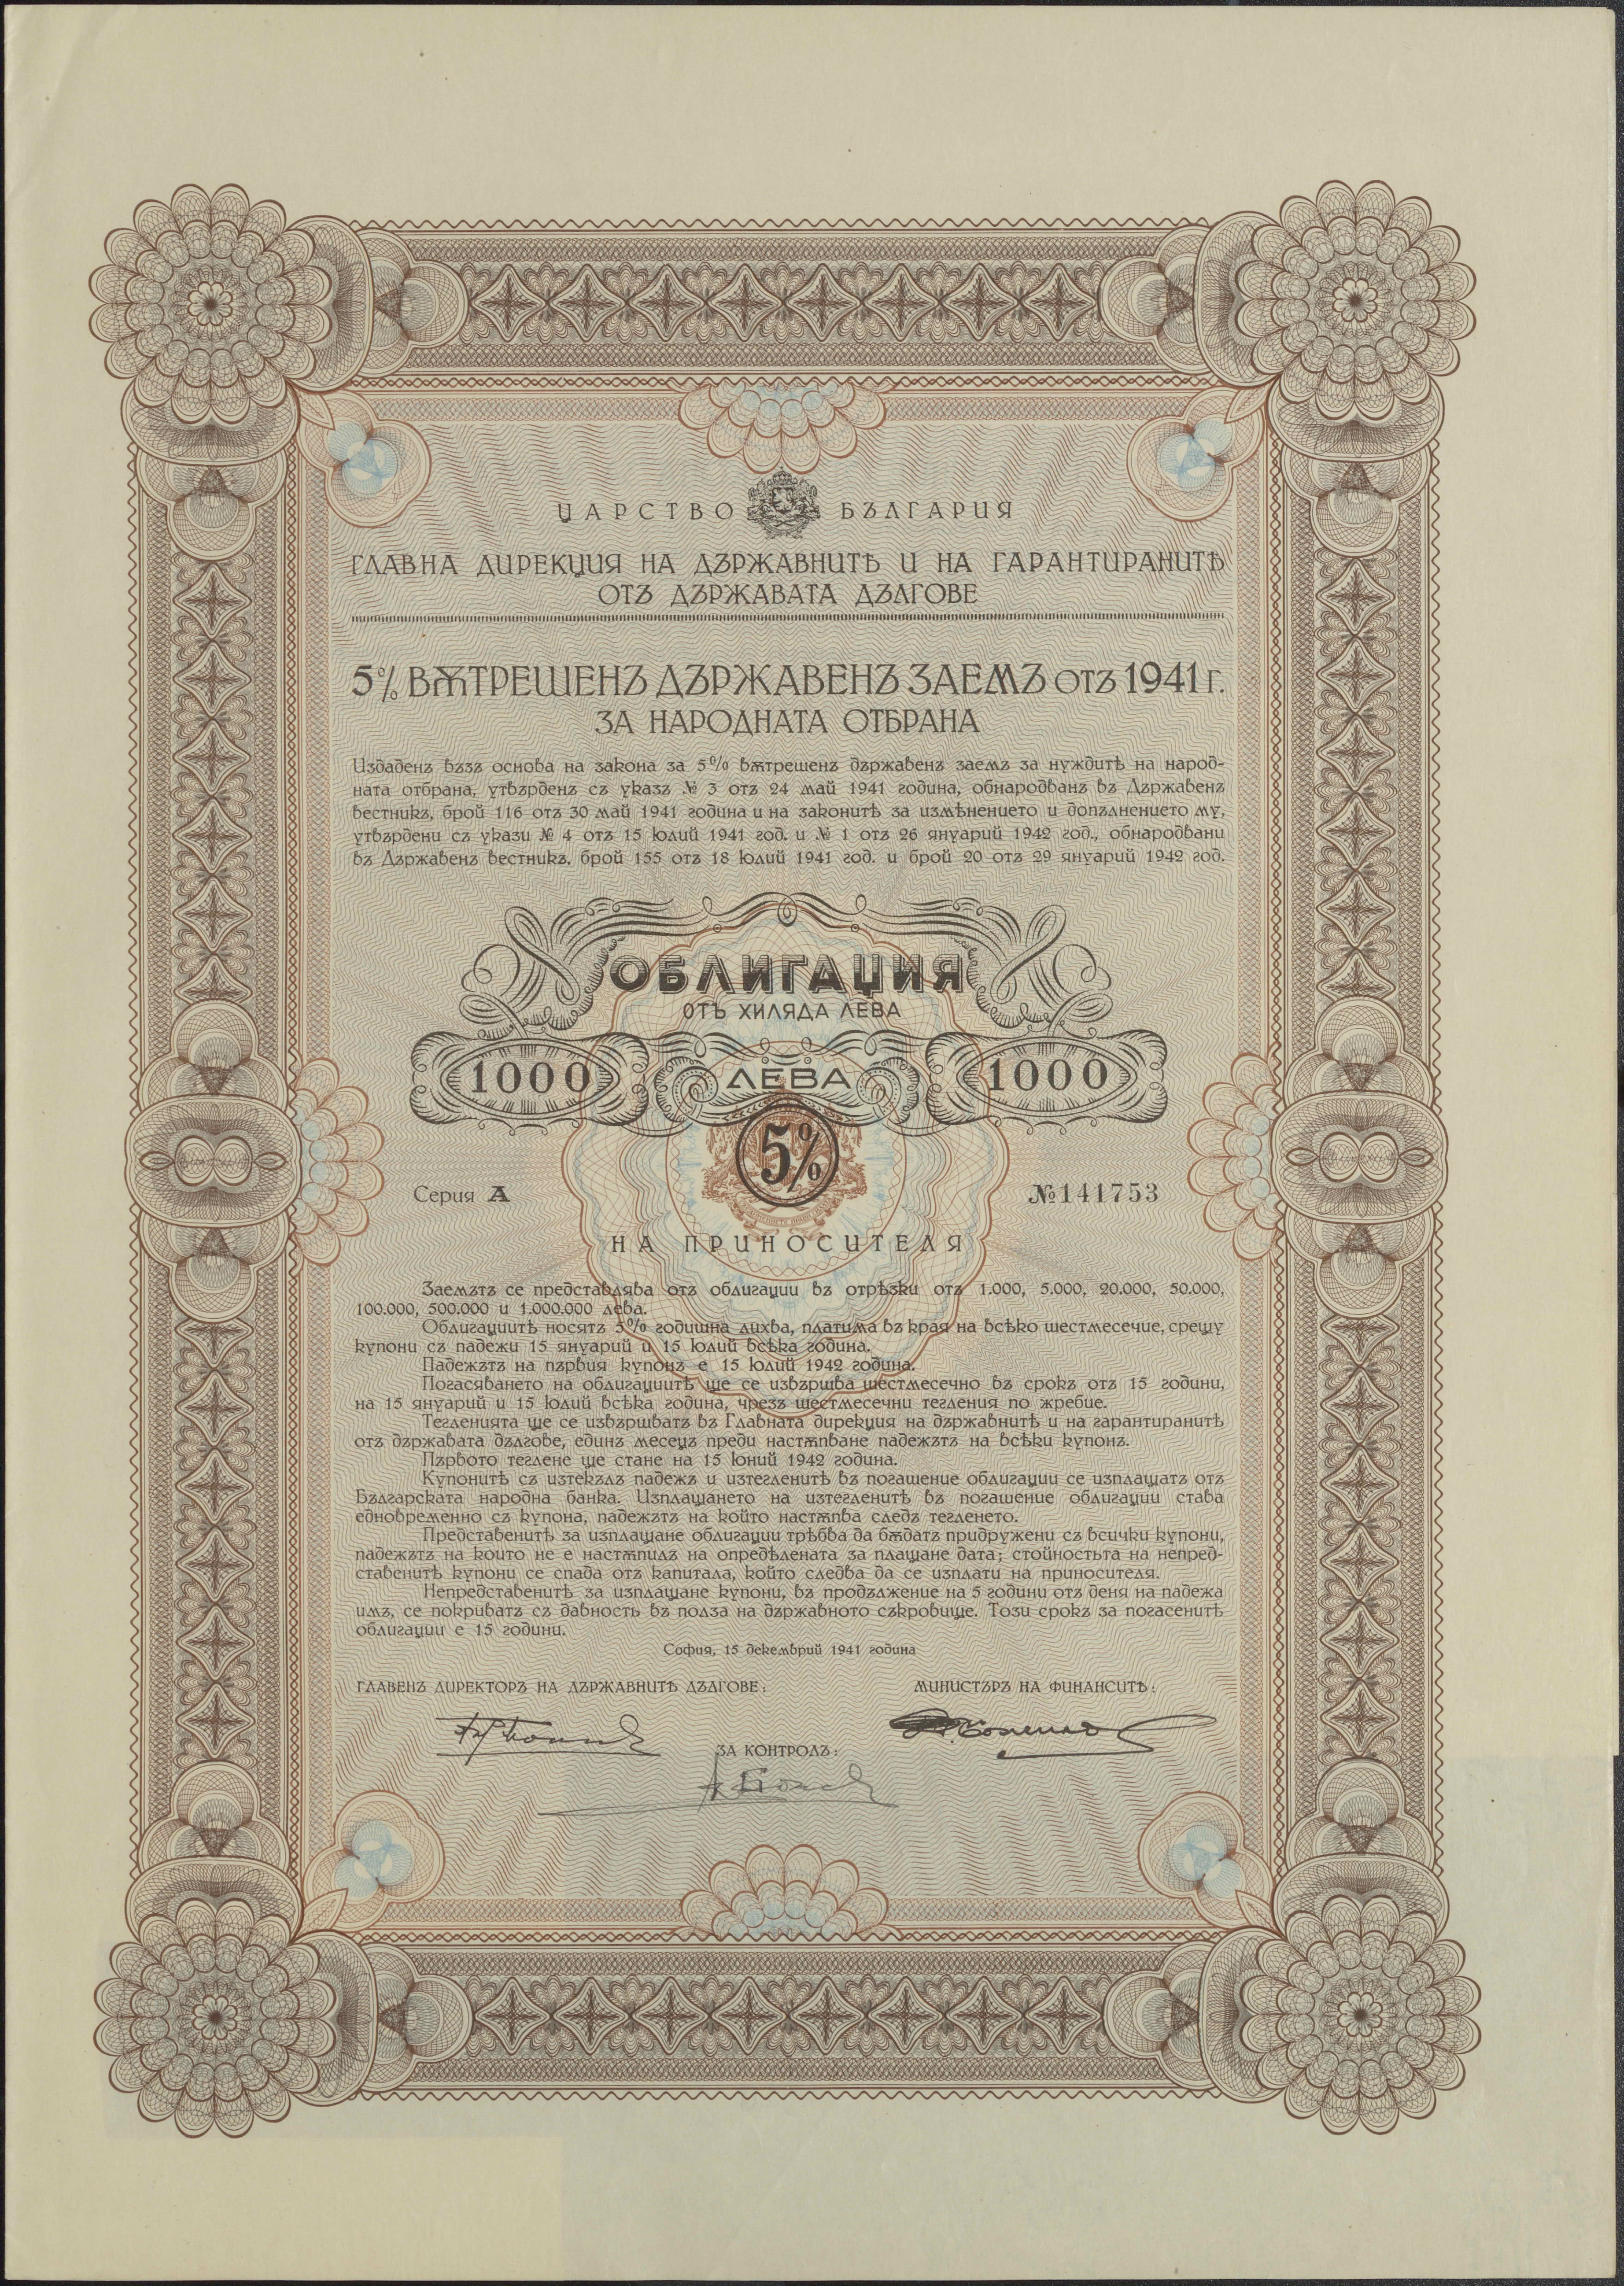 ЦАРСТВО БЪЛГАРИЯ
ГЛАВНА ДИРЕКЦИЯ НА ДЪРЖАВНИТѢ И НА ГАРАНТИРАНИТѢ
ОТЪ ДЪРЖАВАТА ДЪЛГОВЕ
5% ВѪТРЕШЕНЪ ДЪРЖАВЕНЪ ЗАЕМЪ ОТЪ 1941 Г.
ЗА НАРОДНАТА ОТБРАНА
Издаденъ възъ основа на закона за 5% вѫтрешенъ държавенъ заемъ за нуждитѣ на народ-
ната отбрана, утвърденъ съ указъ № 3 отъ 24 май 1941 година, обнародванъ въ Държавенъ
вестникъ, брой 116 отъ 30 май 1941 година и на законитѣ за измѣнението и допълнението му,
утвърдени съ укази № 4 отъ 15 юлий 1941 год. и № 1 отъ 26 януарий 1942 год., обнародвани
въ Държавенъ вестникъ. брой 155 отъ 18 юлий 1941 год. и брой 20 отъ 29 януарий 1942 год.
ОБЛИГАЦИЯ
ОТЪ ХИЛЯДА ЛЕВА
1000 ЛЕВА 1000
5%
Серия А №141753
НА ПРИНОСИТЕЛЯ
Заемътъ се представлява отъ облигации въ отрѣзки отъ 1.000, 5.000, 20.000, 50.000,
100.000, 500.000 и 1.000.000 лева.
Облигациитѣ носятъ 5% годишна лихва, платима въ края на всѣко шестмесечие, срещу
купони съ падежи 15 януарий и 15 юлий всѣка година.
Падежътъ на първия купонъ е 15 юлий 1942 година.
Погасяването на облигациитѣ ще се извършва шестмесечно въ срокъ отъ 15 години,
на 15 януарий и 15 юлий всѣка година, чрезъ шестмесечни тегления по жребие.
Тегленията ще се извършватъ въ Главната дирекция на държавнитѣ и на гарантиранитѣ
отъ държавата дългове, единъ месецъ преди настѫпване падежътъ на всѣки купонъ.
Първото теглене ще стане на 15 юний 1942 година.
Купонитѣ съ изтекълъ падежъ и изтегленитѣ въ погашение облигации се изплащатъ отъ
Българската народна банка. Изплащането на изтегленитѣ въ погашение облигации става
едновременно съ купона, падежътъ на който настѫпва следъ тегленето.
Представенитѣ за изплащане облигации трѣбва да бѫдатъ придружени съ всички купони,
падежътъ на които не е настѫпилъ на опредѣлената за плащане дата; стойностьта на непред-
ставенитѣ купони се спада отъ капитала, който следва да се изплати на приносителя.
Непредставенитѣ за изплащане купони, въ продължение на 5 години отъ деня на падежа
имъ, се покриватъ съ давность въ полза на държавното съкровище. Този срокъ за погасенитѣ
облигации е 15 години.
София, 15 декемврий 1941 година
ГЛАВЕНЪ ДИРЕКТОРЪ НА ДЪРЖАВНИТѢ ДЪЛГОВЕ: МИНИСТЪРЪ НА ФИНАНСИТѢ:
ЗА КОНТРОЛЪ: